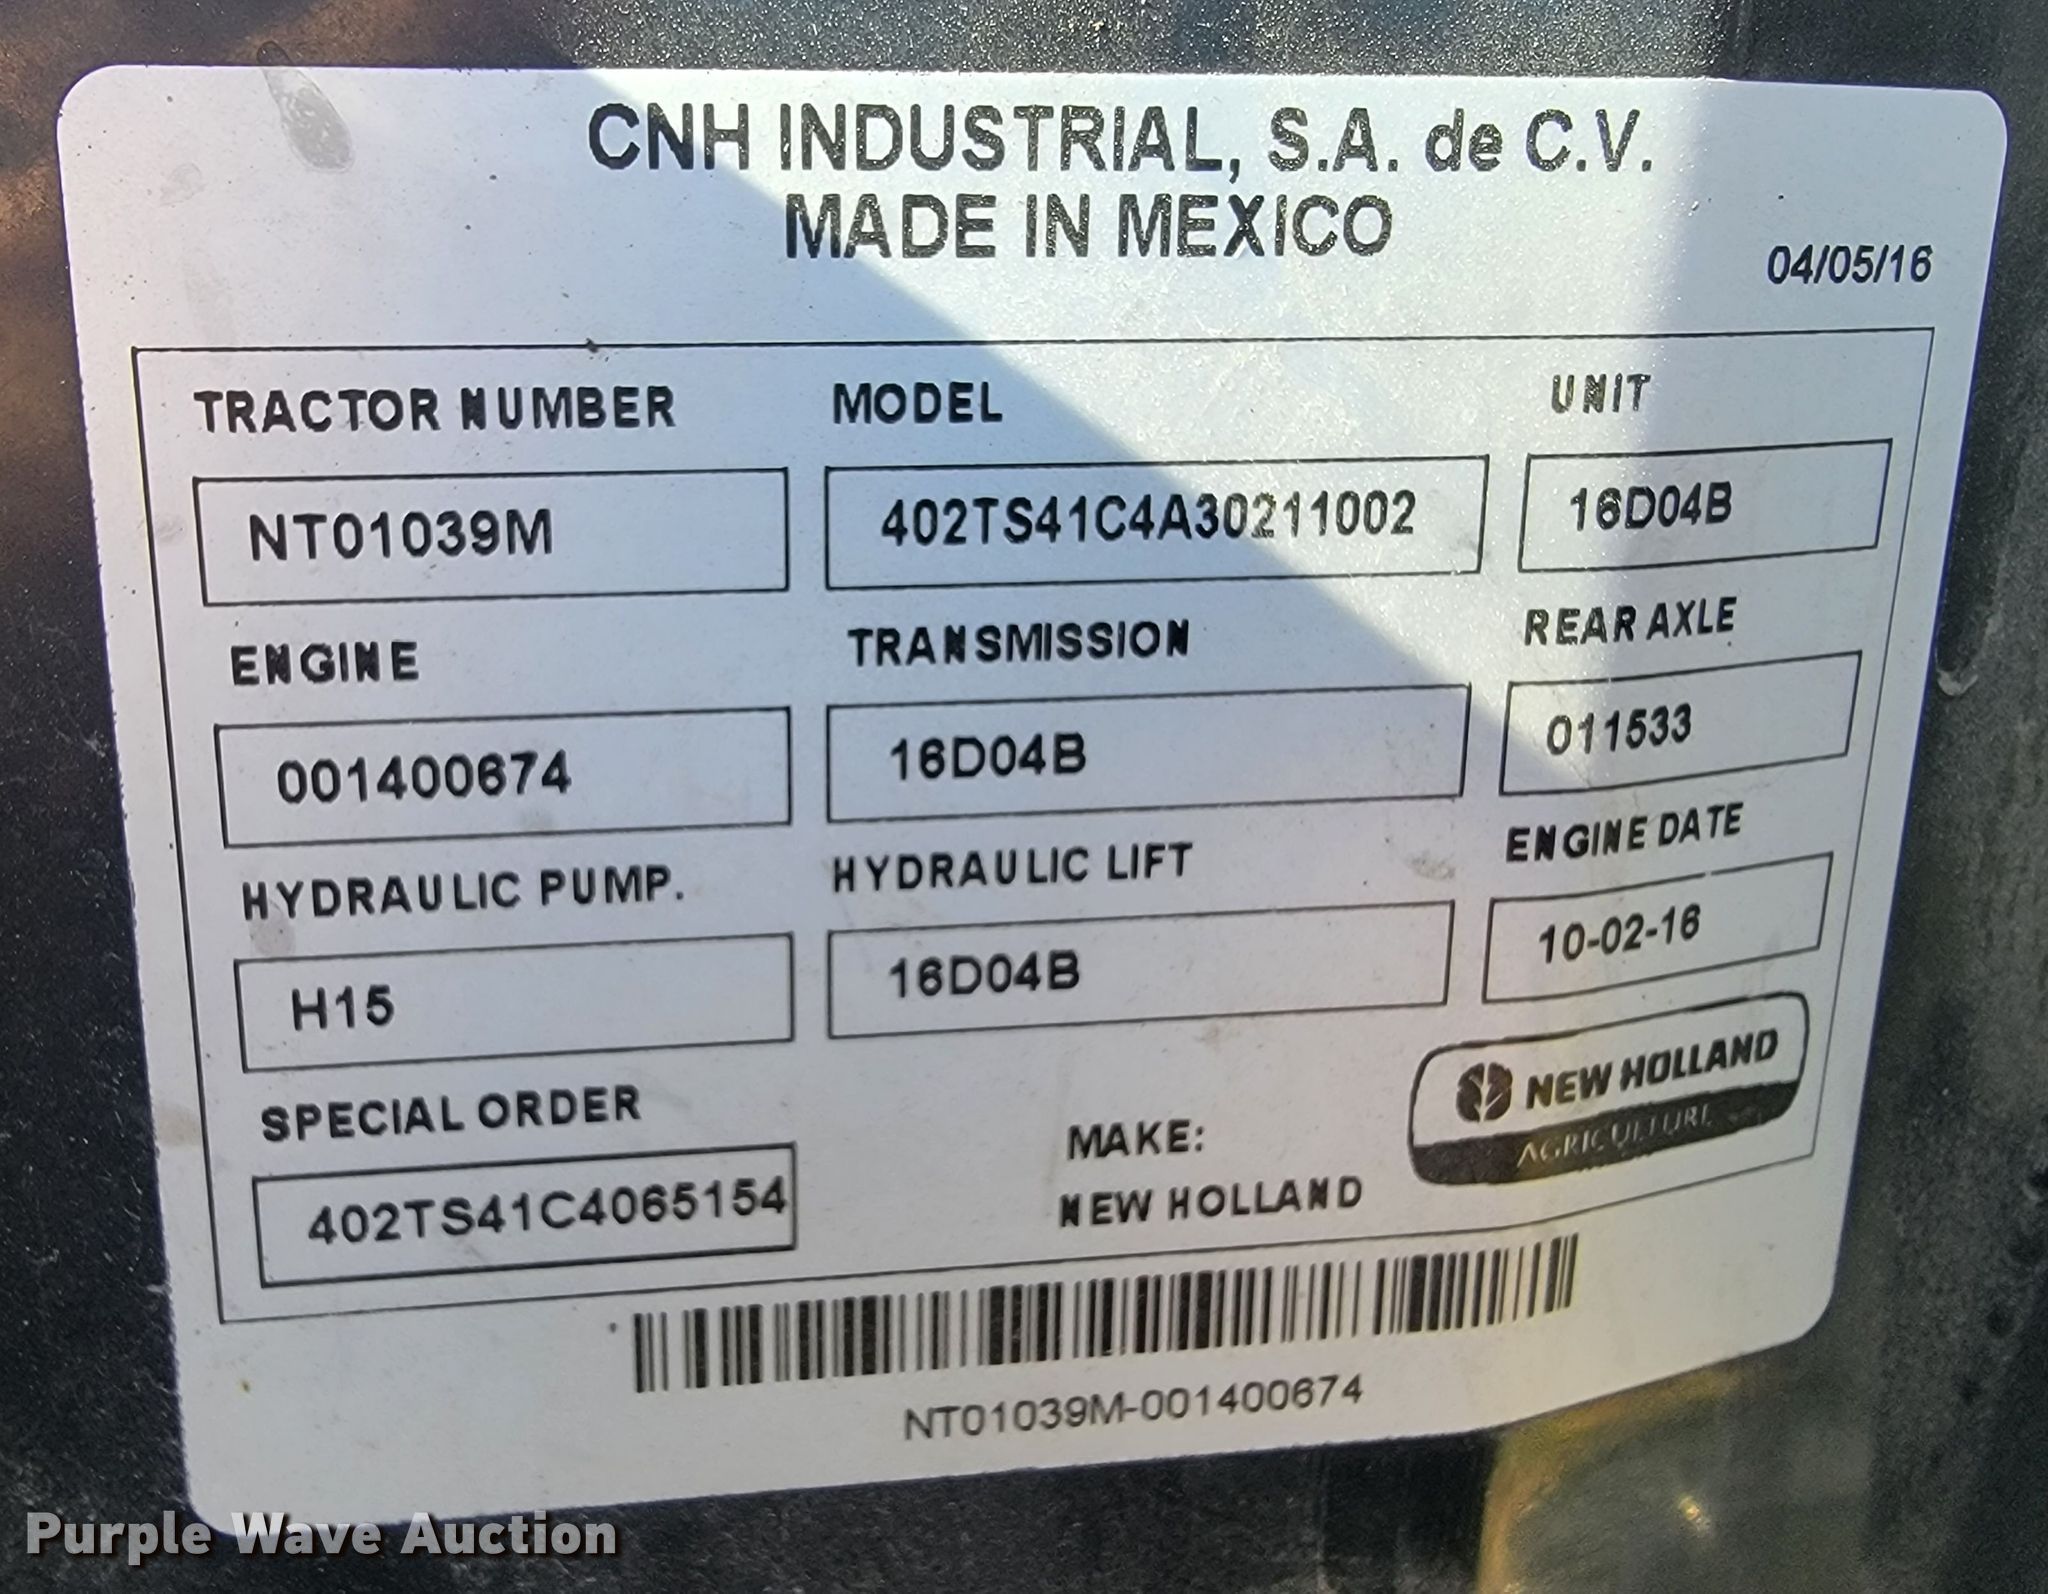 CNH INDUSTRIAL, S.A. de C.V.
MADE IN MEXICO
04/05/16
TRACTOR NUMBER MODEL UNIT
NT01039M 402TS41C4A30211002 16D04B
ENGINE TRANSMISSION REAR AXLE
001400674 16D04B 011533
HYDRAULIC PUMP. HYDRAULIC LIFT ENGINE DATE
H15 16D04B 10-02-16
SPECIAL ORDER
402TS41C4065154
MAKE:
NEW HOLLAND
NEW HOLLAND
AGRICULTURE
NT01039M-001400674
Purple Wave Auction